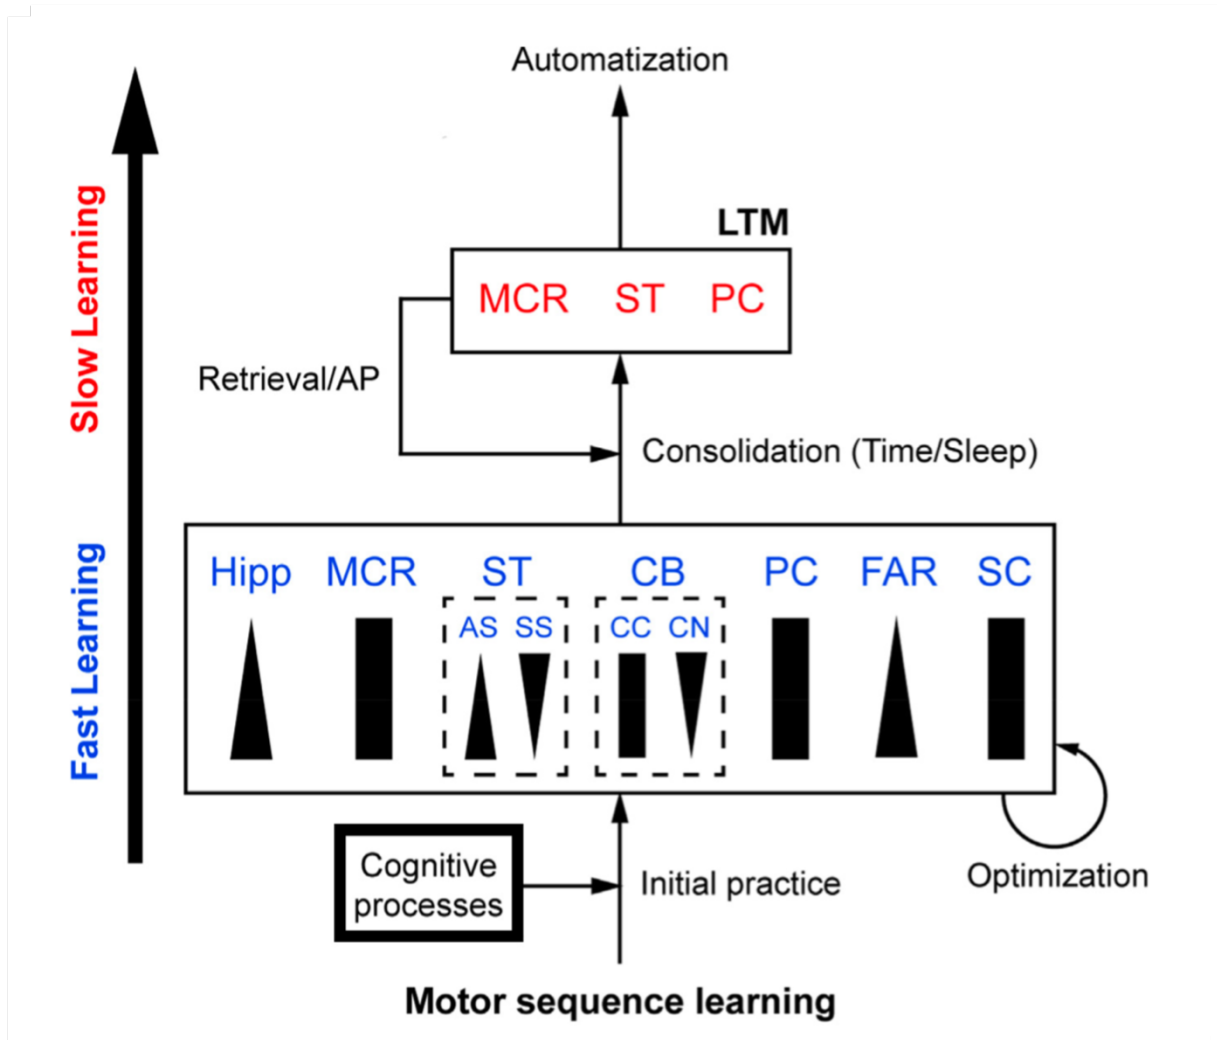 Automatization
LTM
MCR ST PC
Slow Learning
Retrieval/AP
Consolidation (Time/Sleep)
Fast Learning
Hipp MCR ST CB PC FAR SC
AS SS CC CN
Cognitive
processes
Initial practice
Optimization
Motor sequence learning